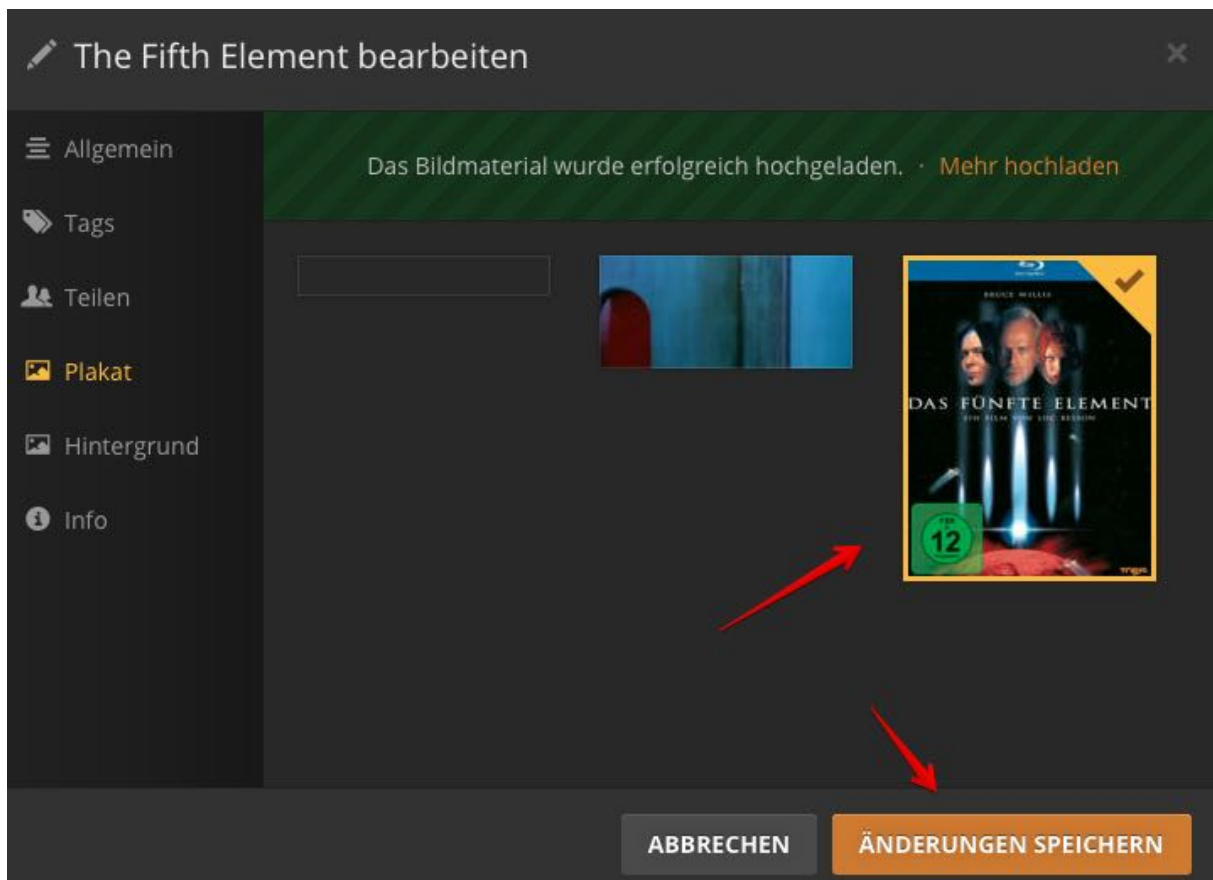 The Fifth Element bearbeiten
Allgemein
Das Bildmaterial wurde erfolgreich hochgeladen. · Mehr hochladen
Tags
Teilen
Plakat
Hintergrund
Info
BRUCE WILLIS
DAS FÜNFTE ELEMENT
EIN FILM VON LUC BESSON
12
ABBRECHEN
ÄNDERUNGEN SPEICHERN